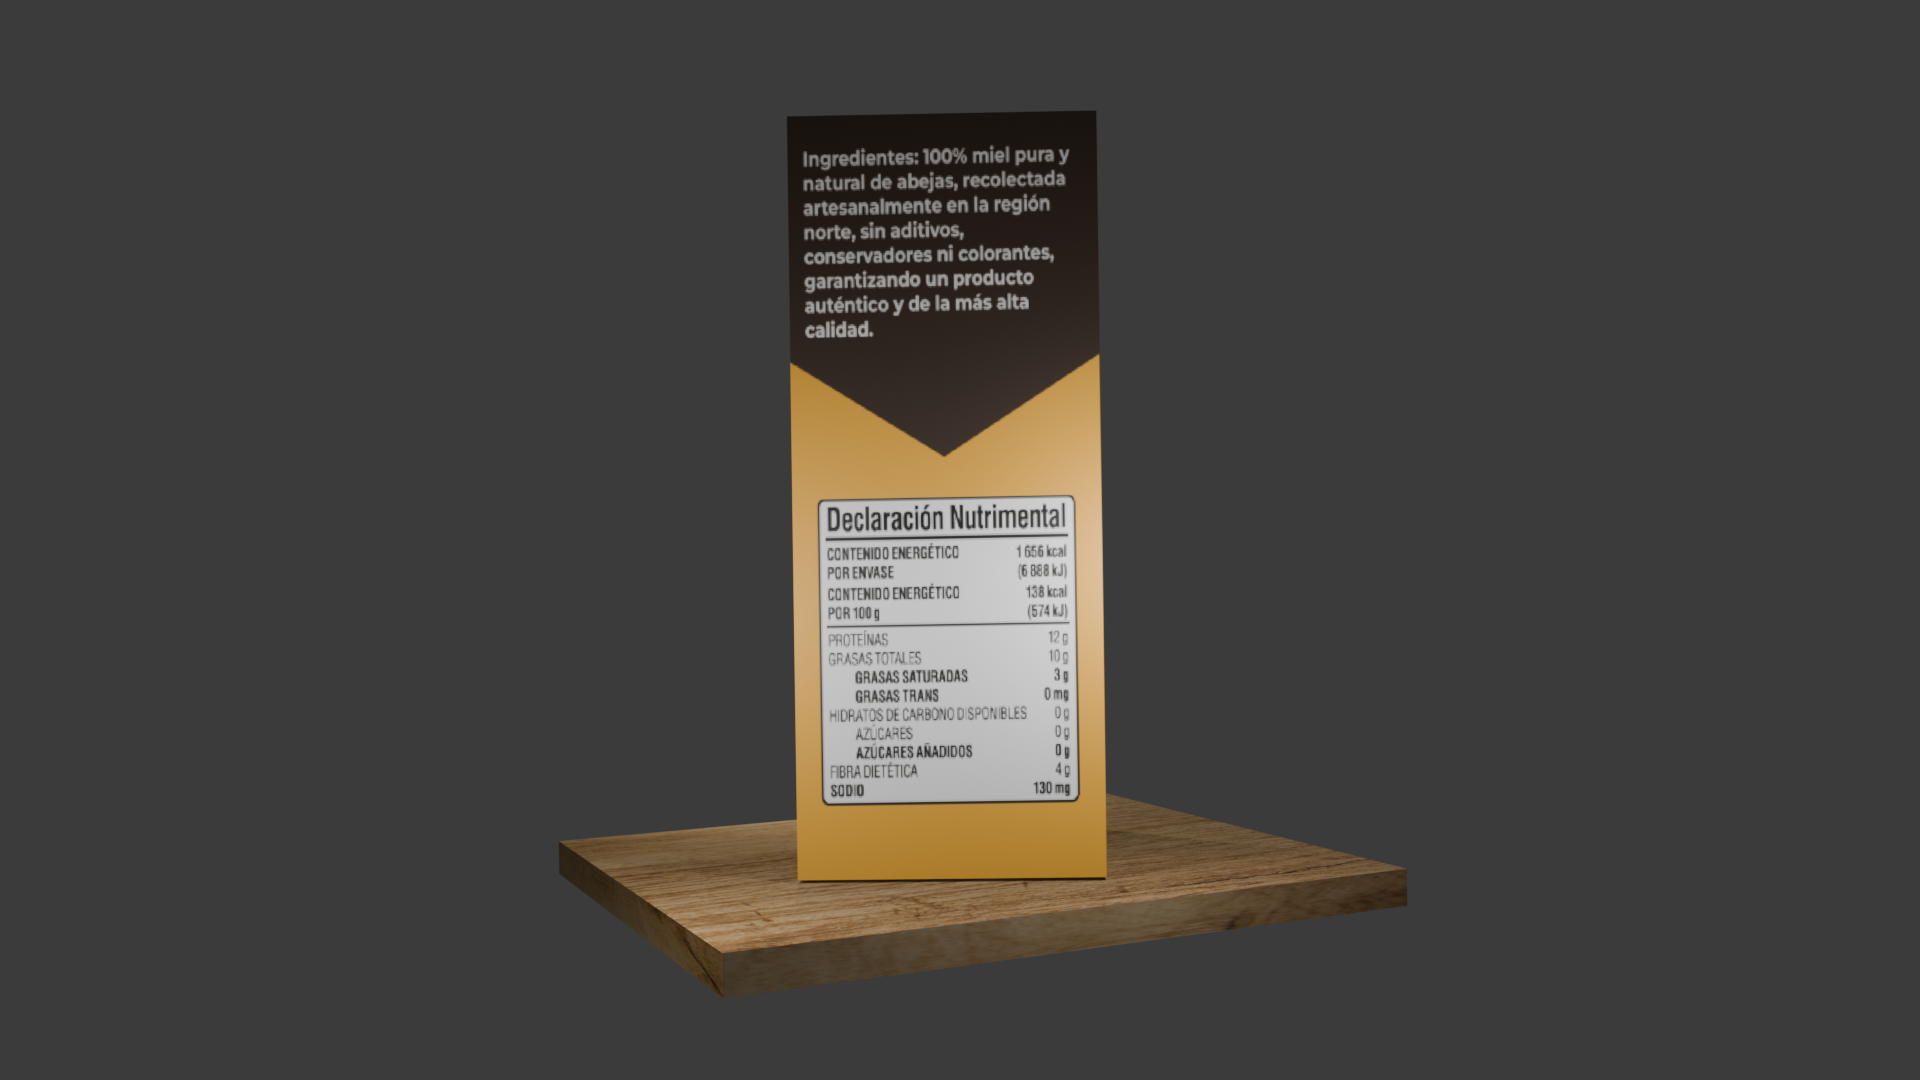 Ingredientes: 100% miel pura y
natural de abejas, recolectada
artesanalmente en la región
norte, sin aditivos,
conservadores ni colorantes,
garantizando un producto
auténtico y de la más alta
calidad.
Declaración Nutrimental
CONTENIDO ENERGÉTICO 1 656 kcal
POR ENVASE (6 888 kJ)
CONTENIDO ENERGÉTICO 138 kcal
POR 100 g (574 kJ)
PROTEÍNAS 12 g
GRASAS TOTALES 10 g
GRASAS SATURADAS 3 g
GRASAS TRANS 0 mg
HIDRATOS DE CARBONO DISPONIBLES 0 g
AZÚCARES 0 g
AZÚCARES AÑADIDOS 0 g
FIBRA DIETÉTICA 4 g
SODIO 130 mg